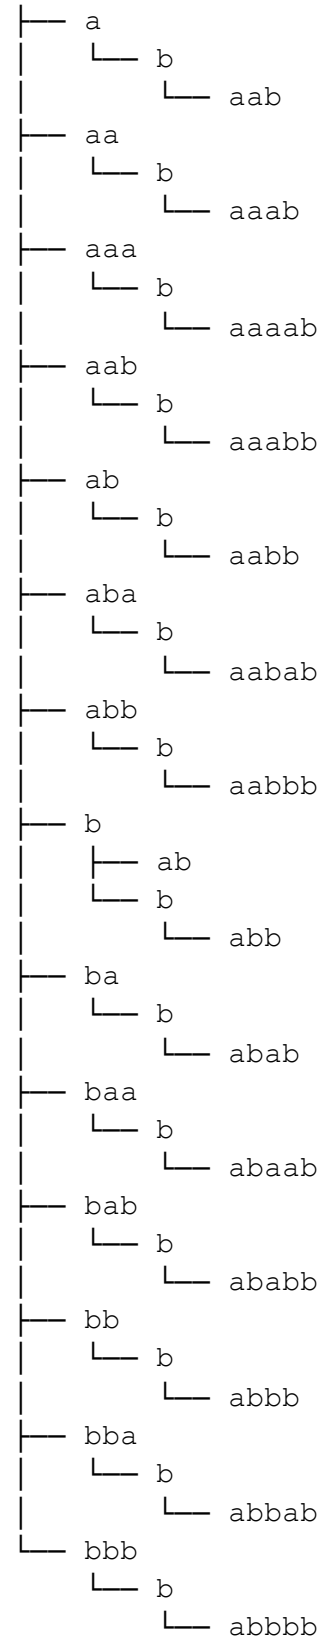 ├── a
│   └── b
│       └── aab
├── aa
│   └── b
│       └── aaab
├── aaa
│   └── b
│       └── aaaab
├── aab
│   └── b
│       └── aaabb
├── ab
│   └── b
│       └── aabb
├── aba
│   └── b
│       └── aabab
├── abb
│   └── b
│       └── aabbb
├── b
│   ├── ab
│   └── b
│       └── abb
├── ba
│   └── b
│       └── abab
├── baa
│   └── b
│       └── abaab
├── bab
│   └── b
│       └── ababb
├── bb
│   └── b
│       └── abbb
├── bba
│   └── b
│       └── abbab
└── bbb
    └── b
        └── abbbb